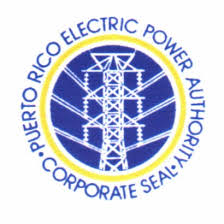 PUERTO RICO ELECTRIC POWER AUTHORITY
CORPORATE SEAL